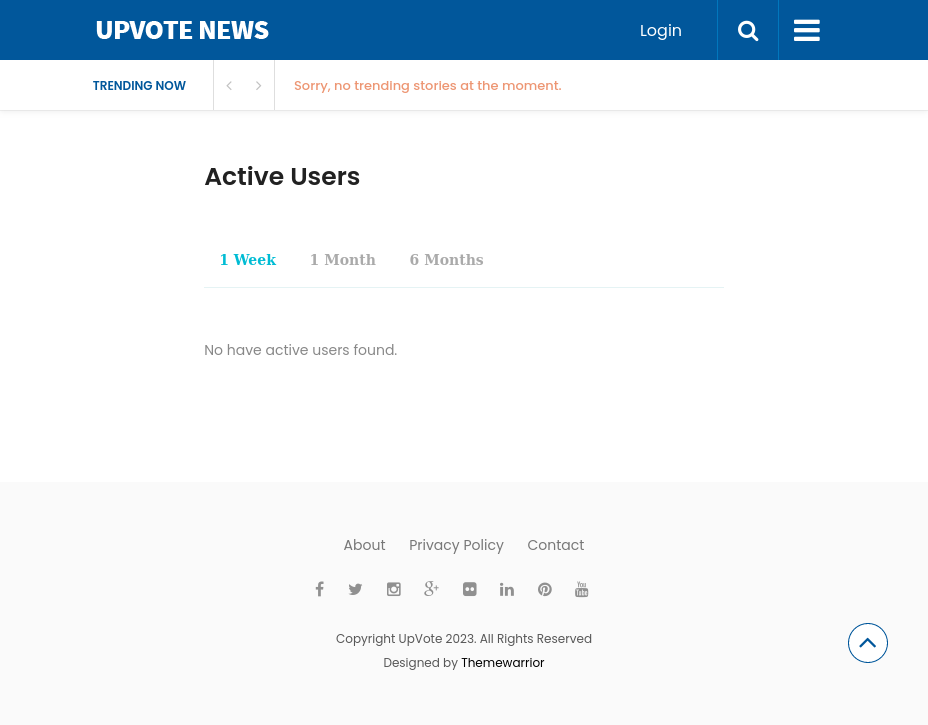 UPVOTE NEWS
Login
TRENDING NOW
Sorry, no trending stories at the moment.
Active Users
1 Week 1 Month 6 Months
No have active users found.
About Privacy Policy Contact
Copyright UpVote 2023. All Rights Reserved
Designed by Themewarrior